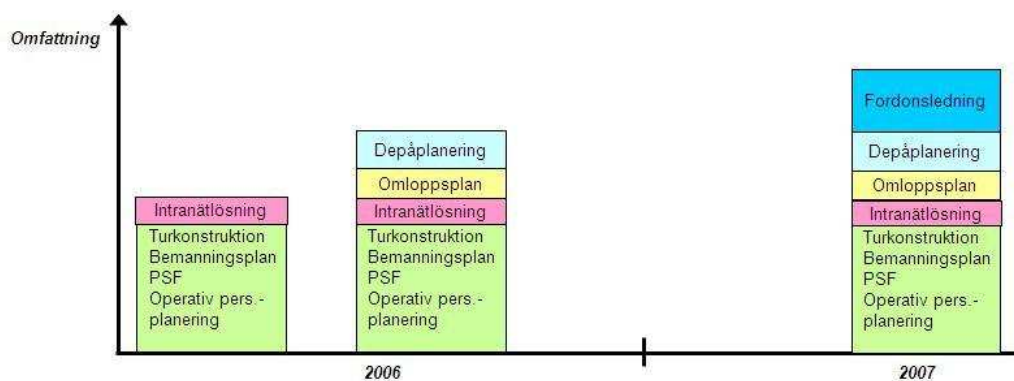 Omfattning
Intranätlösning
Turkonstruktion
Bemanningsplan
PSF
Operativ pers.-
planering
Depåplanering
Omloppsplan
Intranätlösning
Turkonstruktion
Bemanningsplan
PSF
Operativ pers.-
planering
Fordonsledning
Depåplanering
Omloppsplan
Intranätlösning
Turkonstruktion
Bemanningsplan
PSF
Operativ pers.-
planering
2006
2007